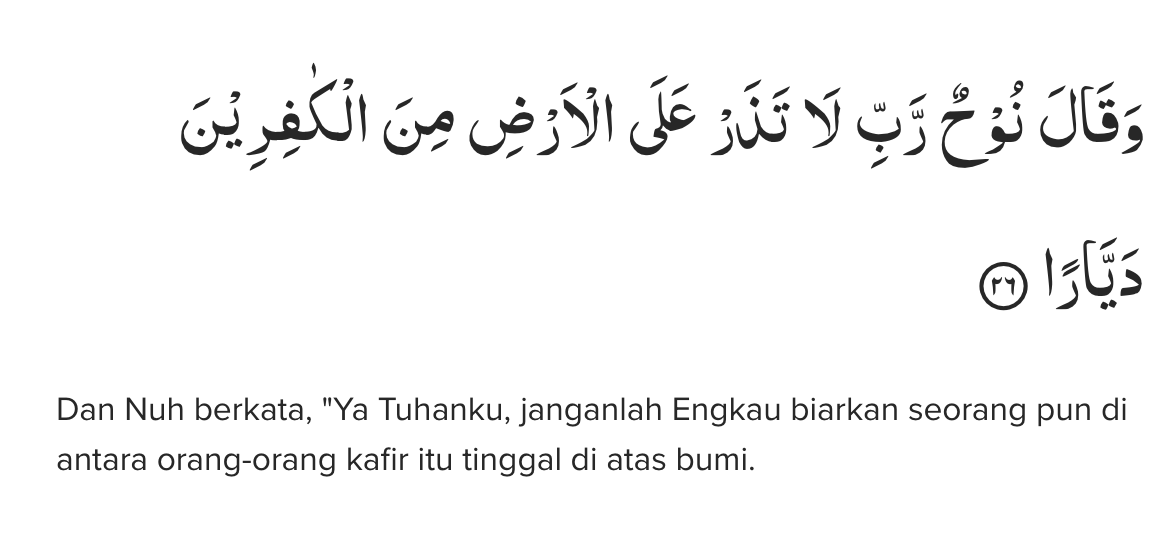 وَقَالَ نُوْحٌ رَّبِّ لَا تَذَرْ عَلَى الْاَرْضِ مِنَ الْكٰفِرِيْنَ
دَيَّارًا ٢٦
Dan Nuh berkata, "Ya Tuhanku, janganlah Engkau biarkan seorang pun di
antara orang-orang kafir itu tinggal di atas bumi.